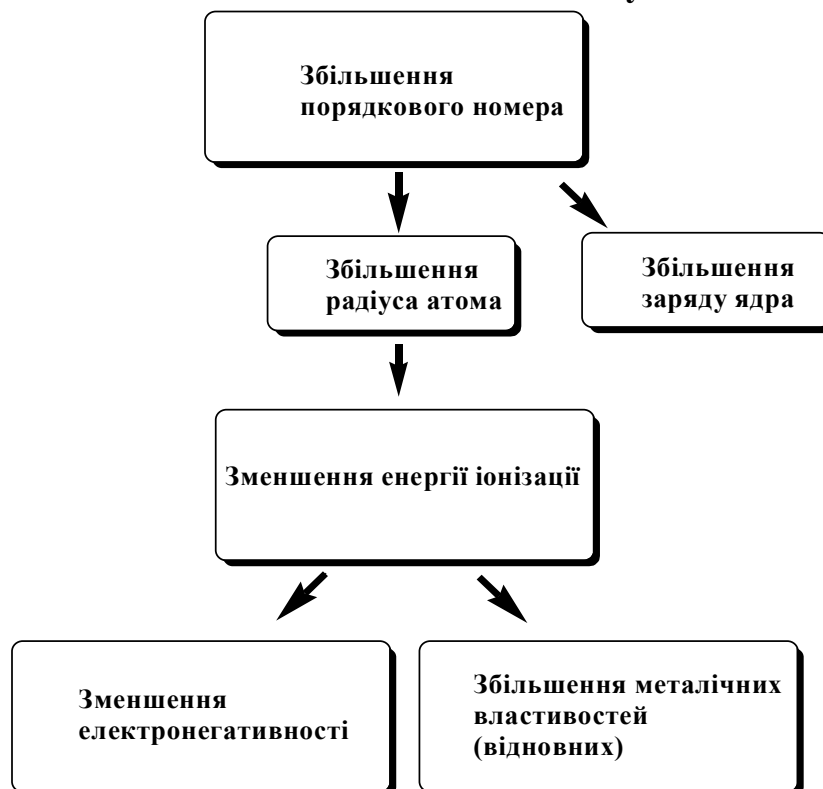 Збільшення
порядкового номера
Збільшення
радіуса атома
Збільшення
заряду ядра
Зменшення енергії іонізації
Зменшення
електронегативності
Збільшення металічних
властивостей
(відновних)